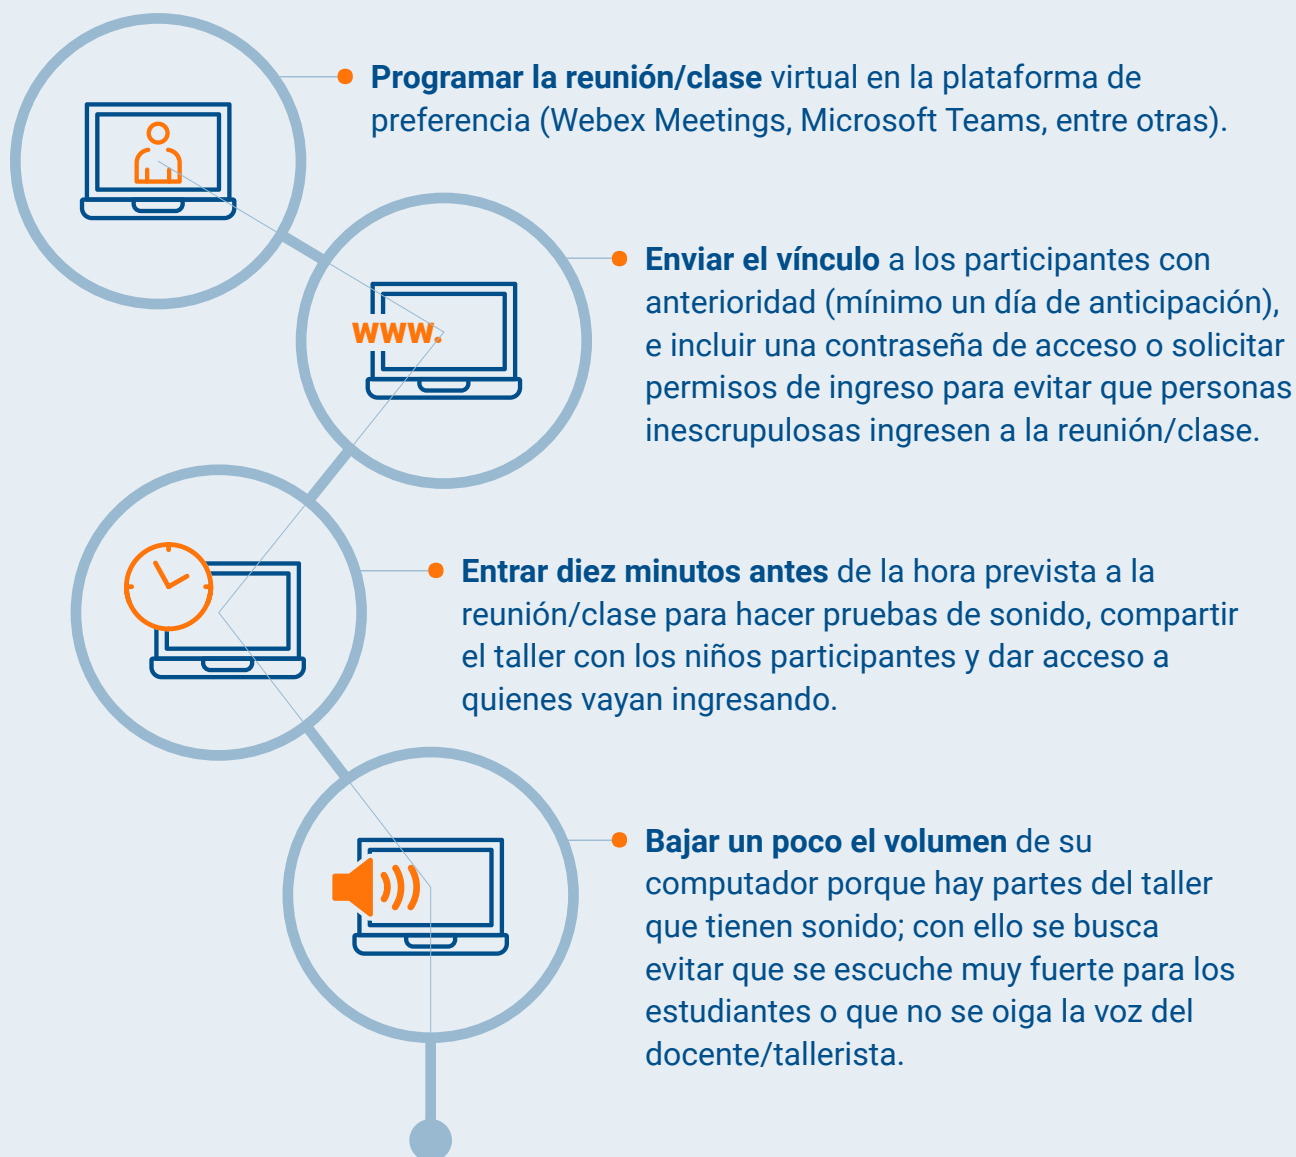 Programar la reunión/clase virtual en la plataforma de
preferencia (Webex Meetings, Microsoft Teams, entre otras).
www.
Enviar el vínculo a los participantes con
anterioridad (mínimo un día de anticipación),
e incluir una contraseña de acceso o solicitar
permisos de ingreso para evitar que personas
inescrupulosas ingresen a la reunión/clase.
Entrar diez minutos antes de la hora prevista a la
reunión/clase para hacer pruebas de sonido, compartir
el taller con los niños participantes y dar acceso a
quienes vayan ingresando.
Bajar un poco el volumen de su
computador porque hay partes del taller
que tienen sonido; con ello se busca
evitar que se escuche muy fuerte para los
estudiantes o que no se oiga la voz del
docente/tallerista.